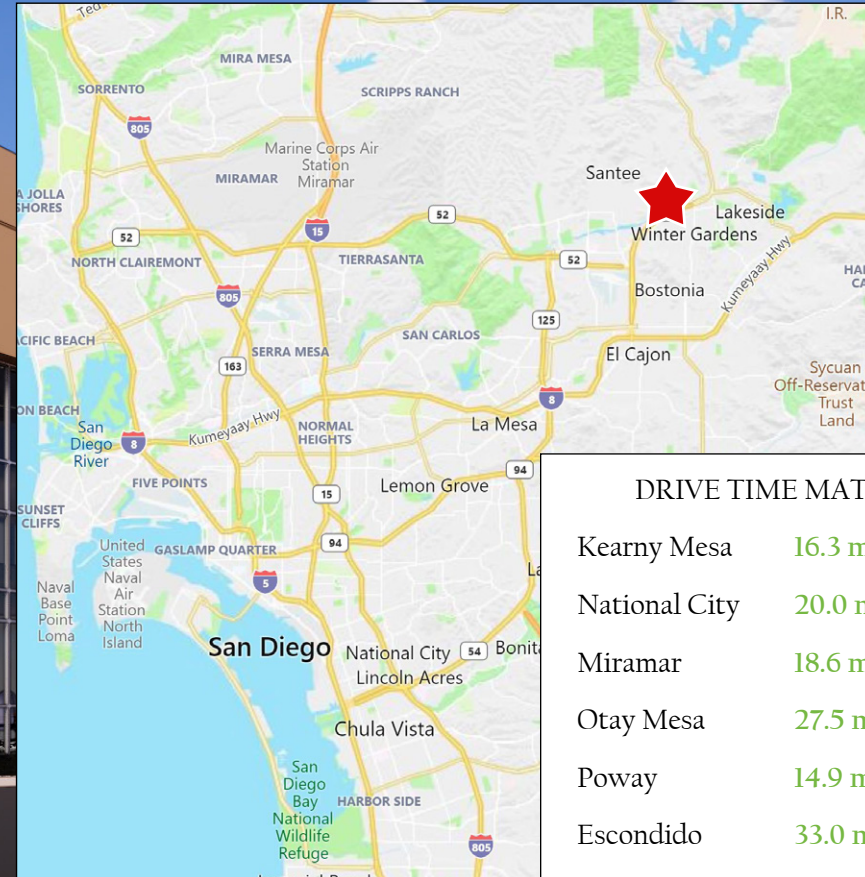 Ted
I.R.
MIRA MESA
SORRENTO
SCRIPPS RANCH
805
Marine Corps Air
Station
Miramar
MIRAMAR
Santee
A JOLLA
SHORES
Lakeside
52
15
52
Winter Gardens
NORTH CLAIREMONT
TIERRASANTA
52
Kumeyaay Hwy
HAR
CA
805
Bostonia
125
ACIFIC BEACH
SAN CARLOS
SERRA MESA
163
El Cajon
Sycuan
Off-Reservat
Trust
Land
8
ON BEACH
San
Diego
River
8
Kumeyaay Hwy
NORMAL
HEIGHTS
La Mesa
94
FIVE POINTS
15
Lemon Grove
SUNSET
CLIFFS
United
States
Naval
Air
Station
North
Island
GASLAMP QUARTER
94
La
Naval
Base
Point
Loma
5
San Diego
National City
54
Bonita
Lincoln Acres
Chula Vista
San
Diego
Bay
National
Wildlife
Refuge
HARBOR SIDE
805
DRIVE TIME MAT
Kearny Mesa 16.3 m
National City 20.0 m
Miramar 18.6 m
Otay Mesa 27.5 m
Poway 14.9 m
Escondido 33.0 m